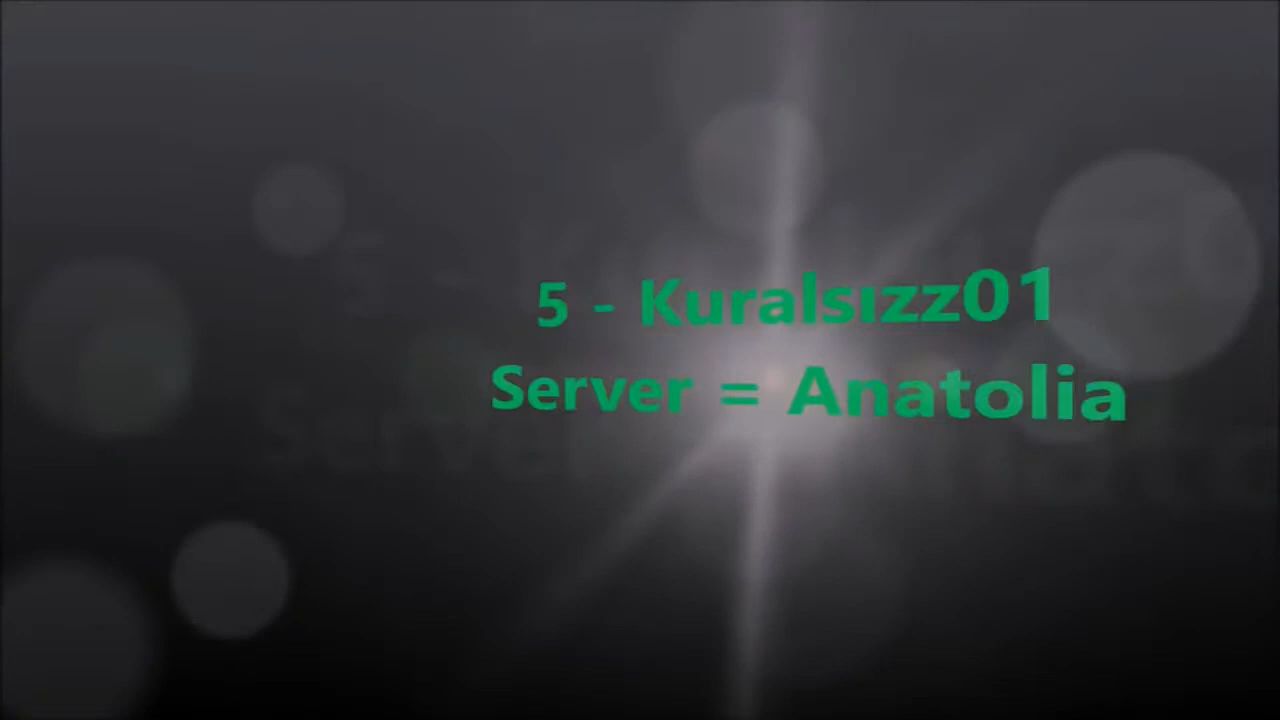 5 - Kuralsızz01
Server = Anatolia